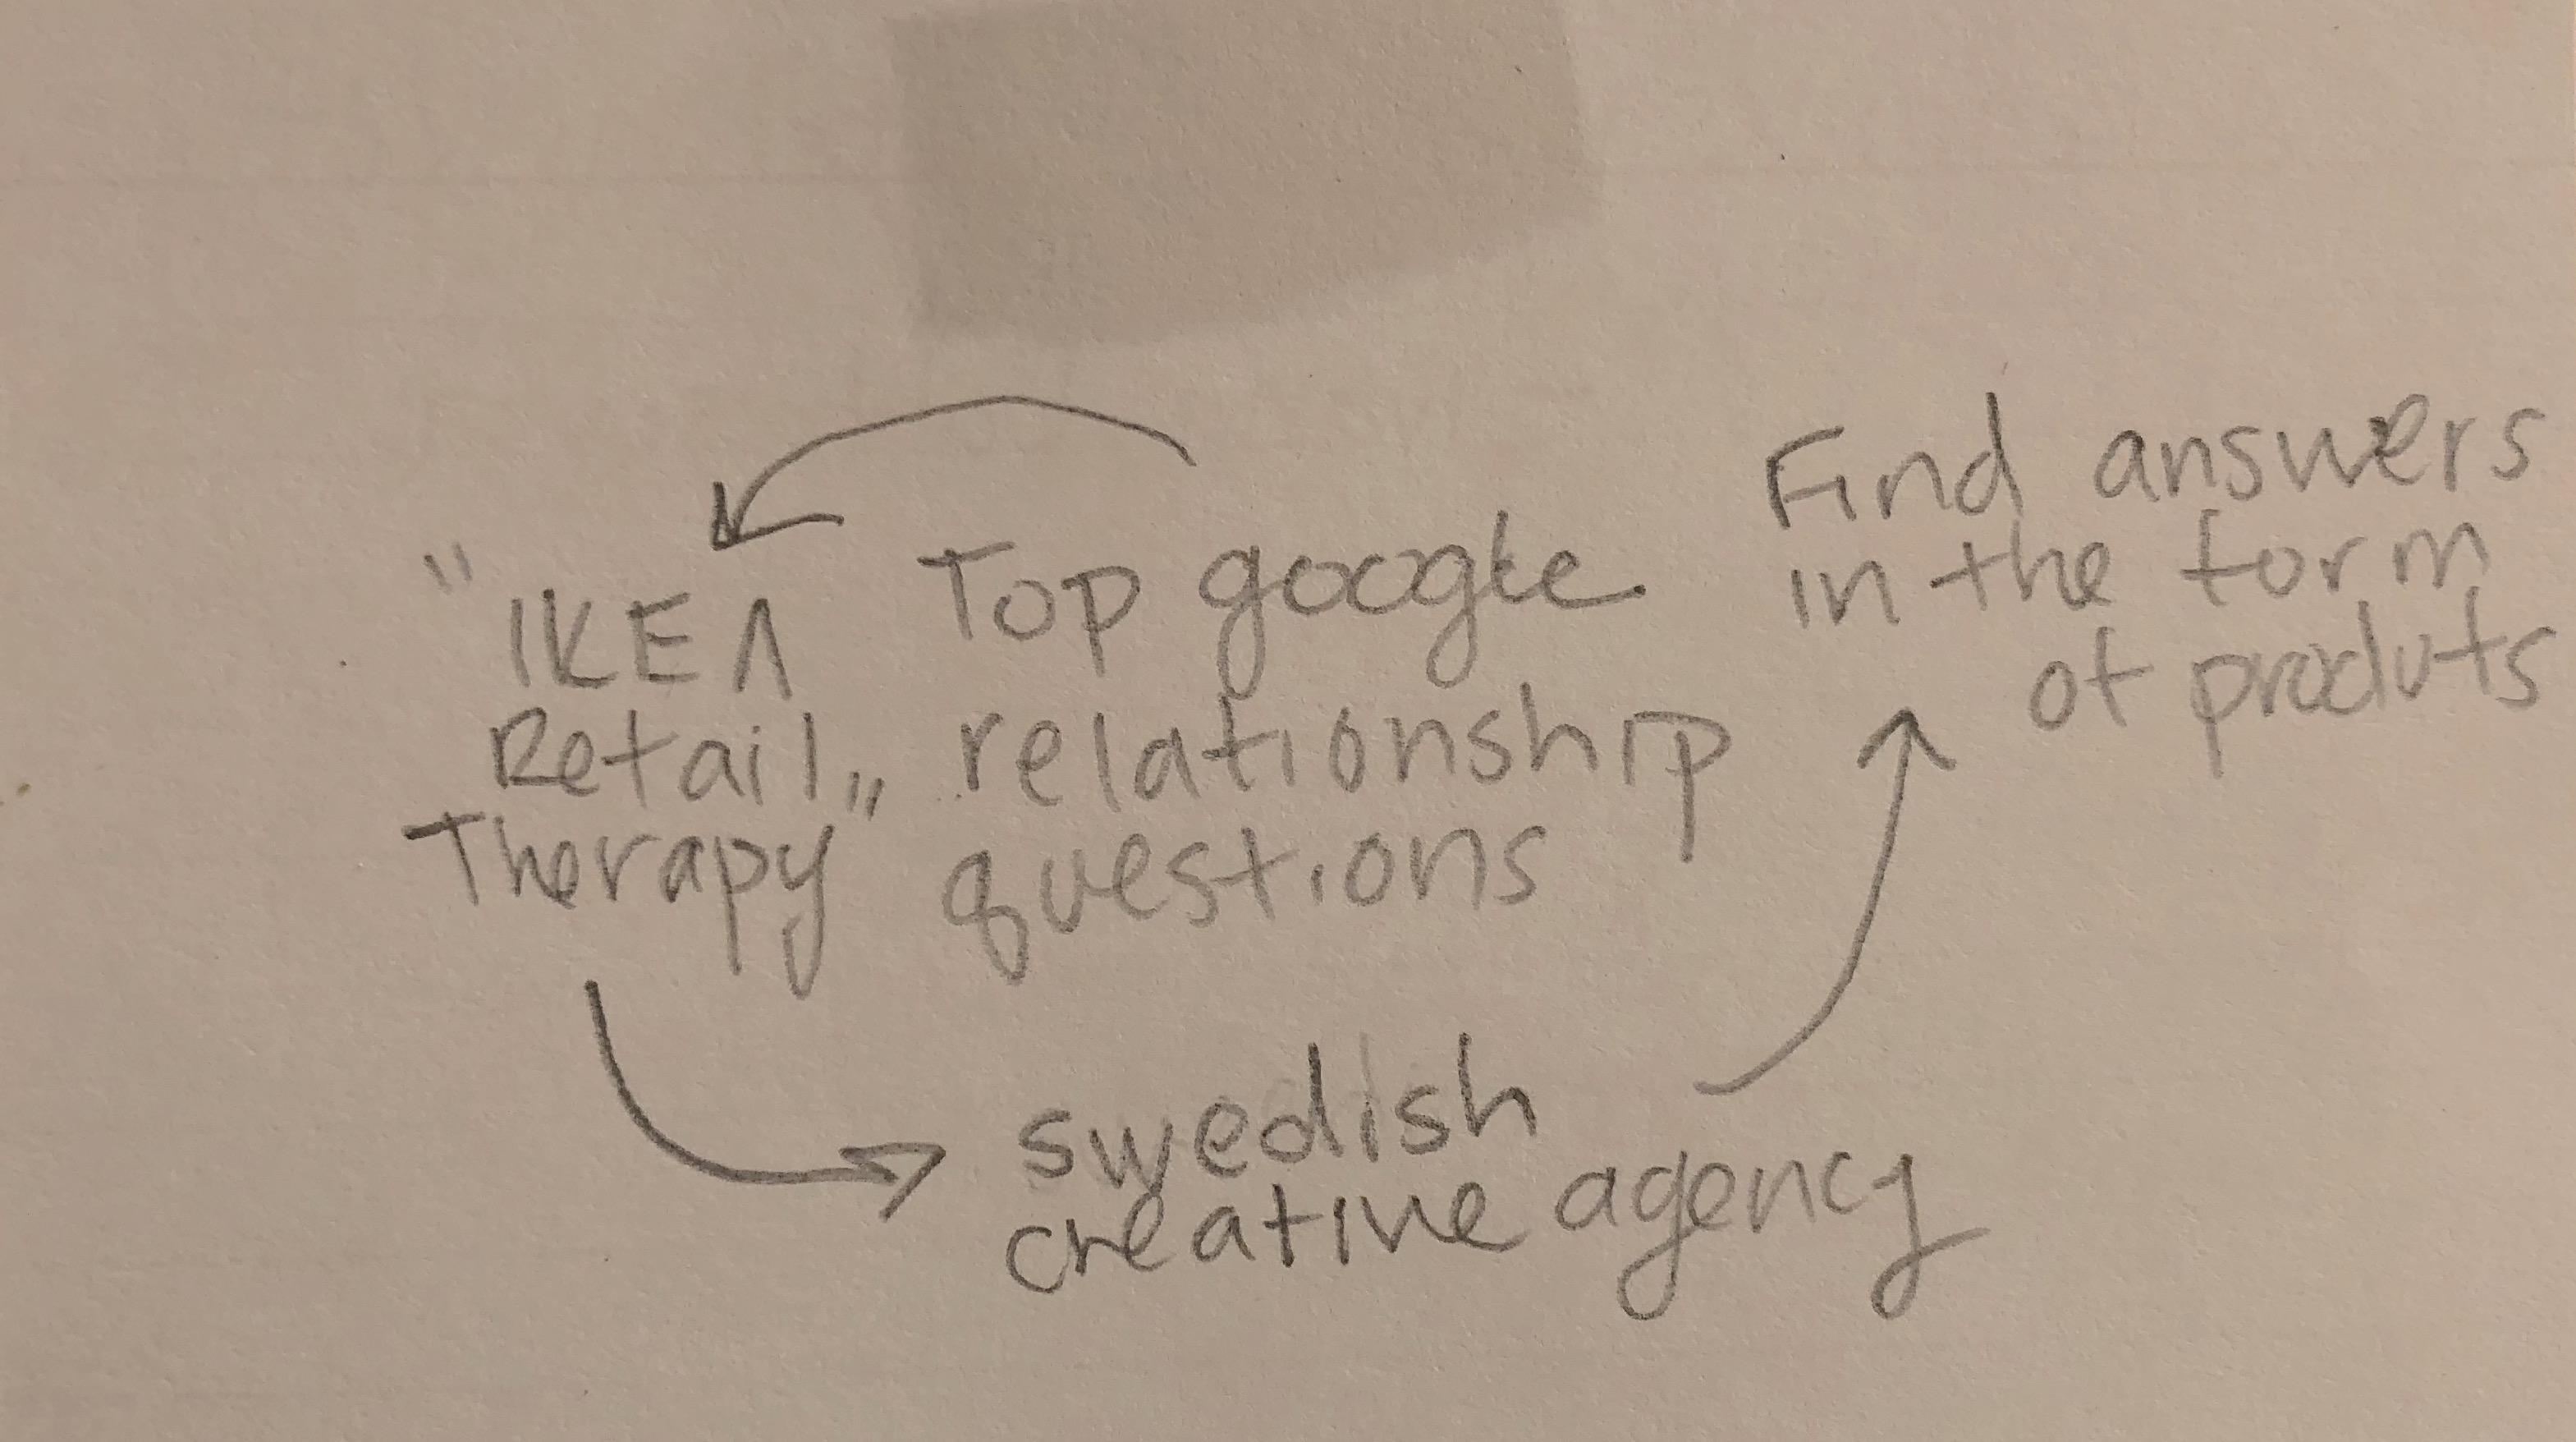 "IKEA
Retail"
Therapy"
Top google
relationship
questions
swedish
creative agency
Find answers
in the form
of produts